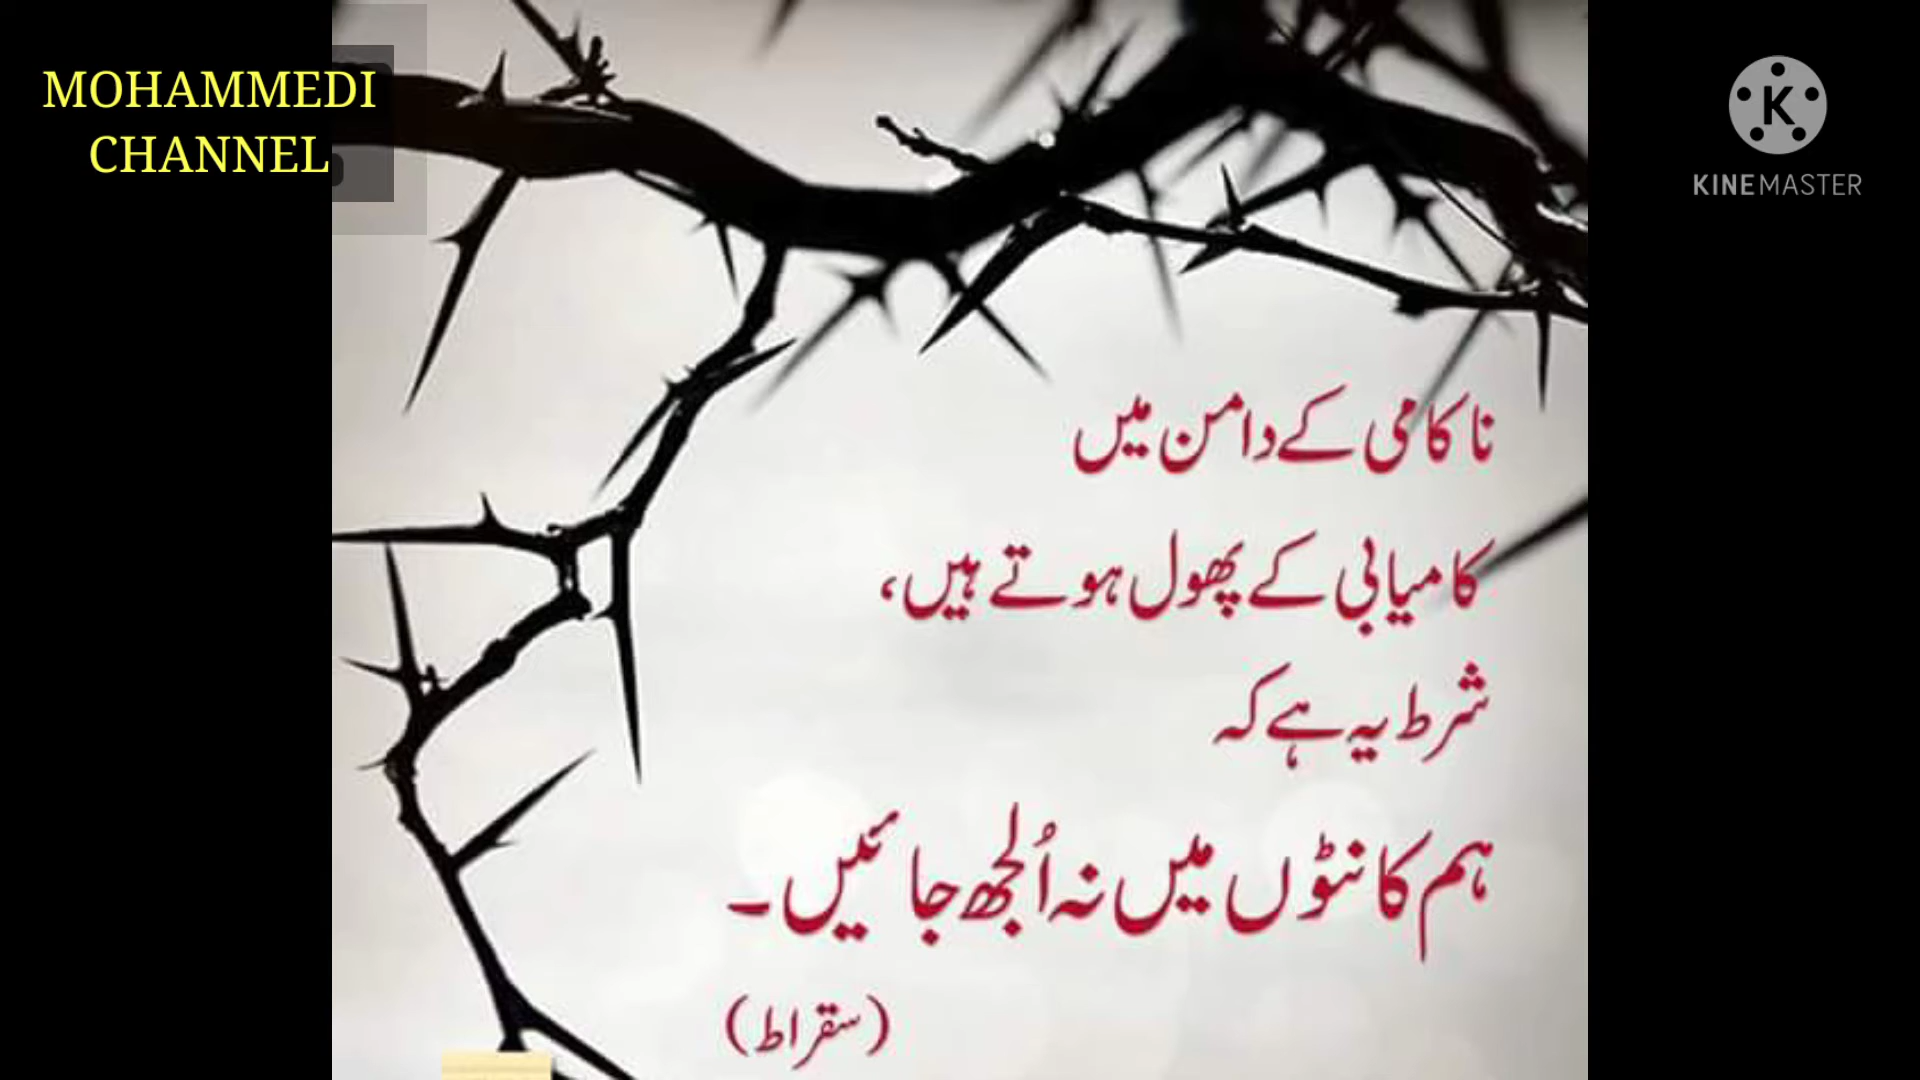 MOHAMMEDI
CHANNEL
KINEMASTER
ناکامی کے دامن میں
کامیابی کے پھول ہوتے ہیں،
شرط یہ ہے کہ
ہم کانٹوں میں نہ اُلجھ جائیں۔
(سقراط)